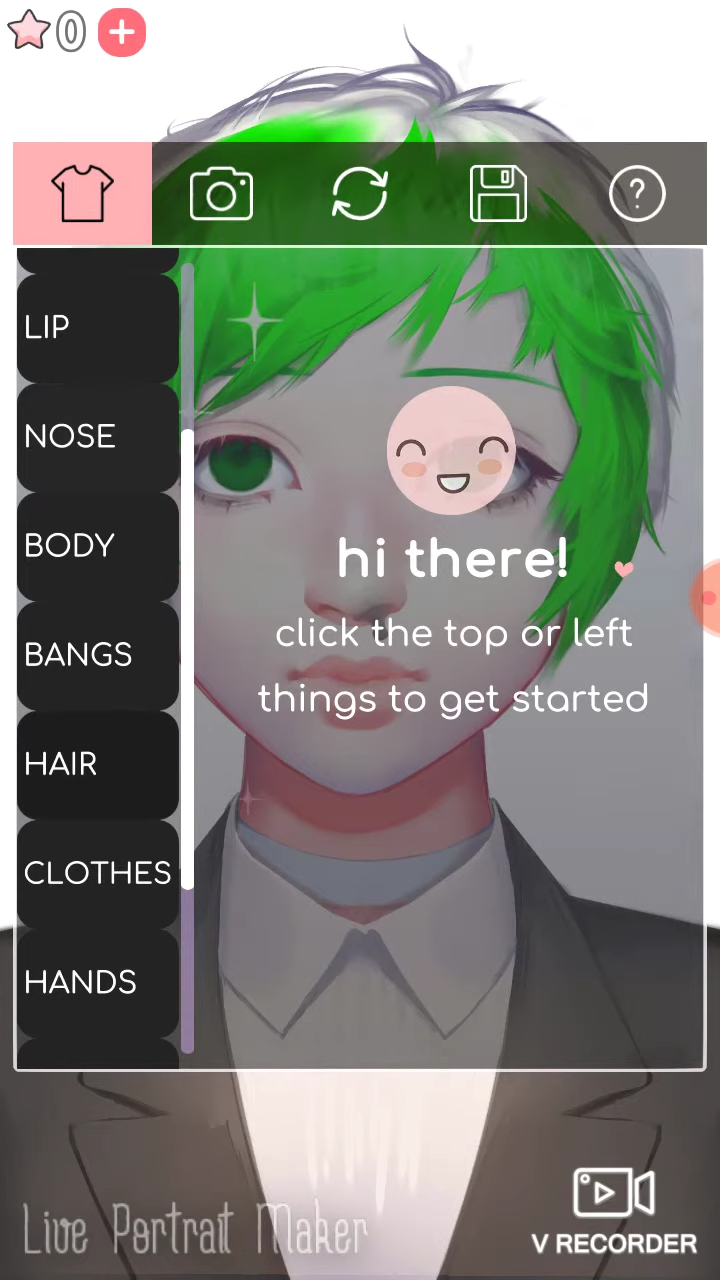 0
LIP
NOSE
BODY
BANGS
HAIR
CLOTHES
HANDS
hi there!
click the top or left
things to get started
Live Portrait Maker
V RECORDER